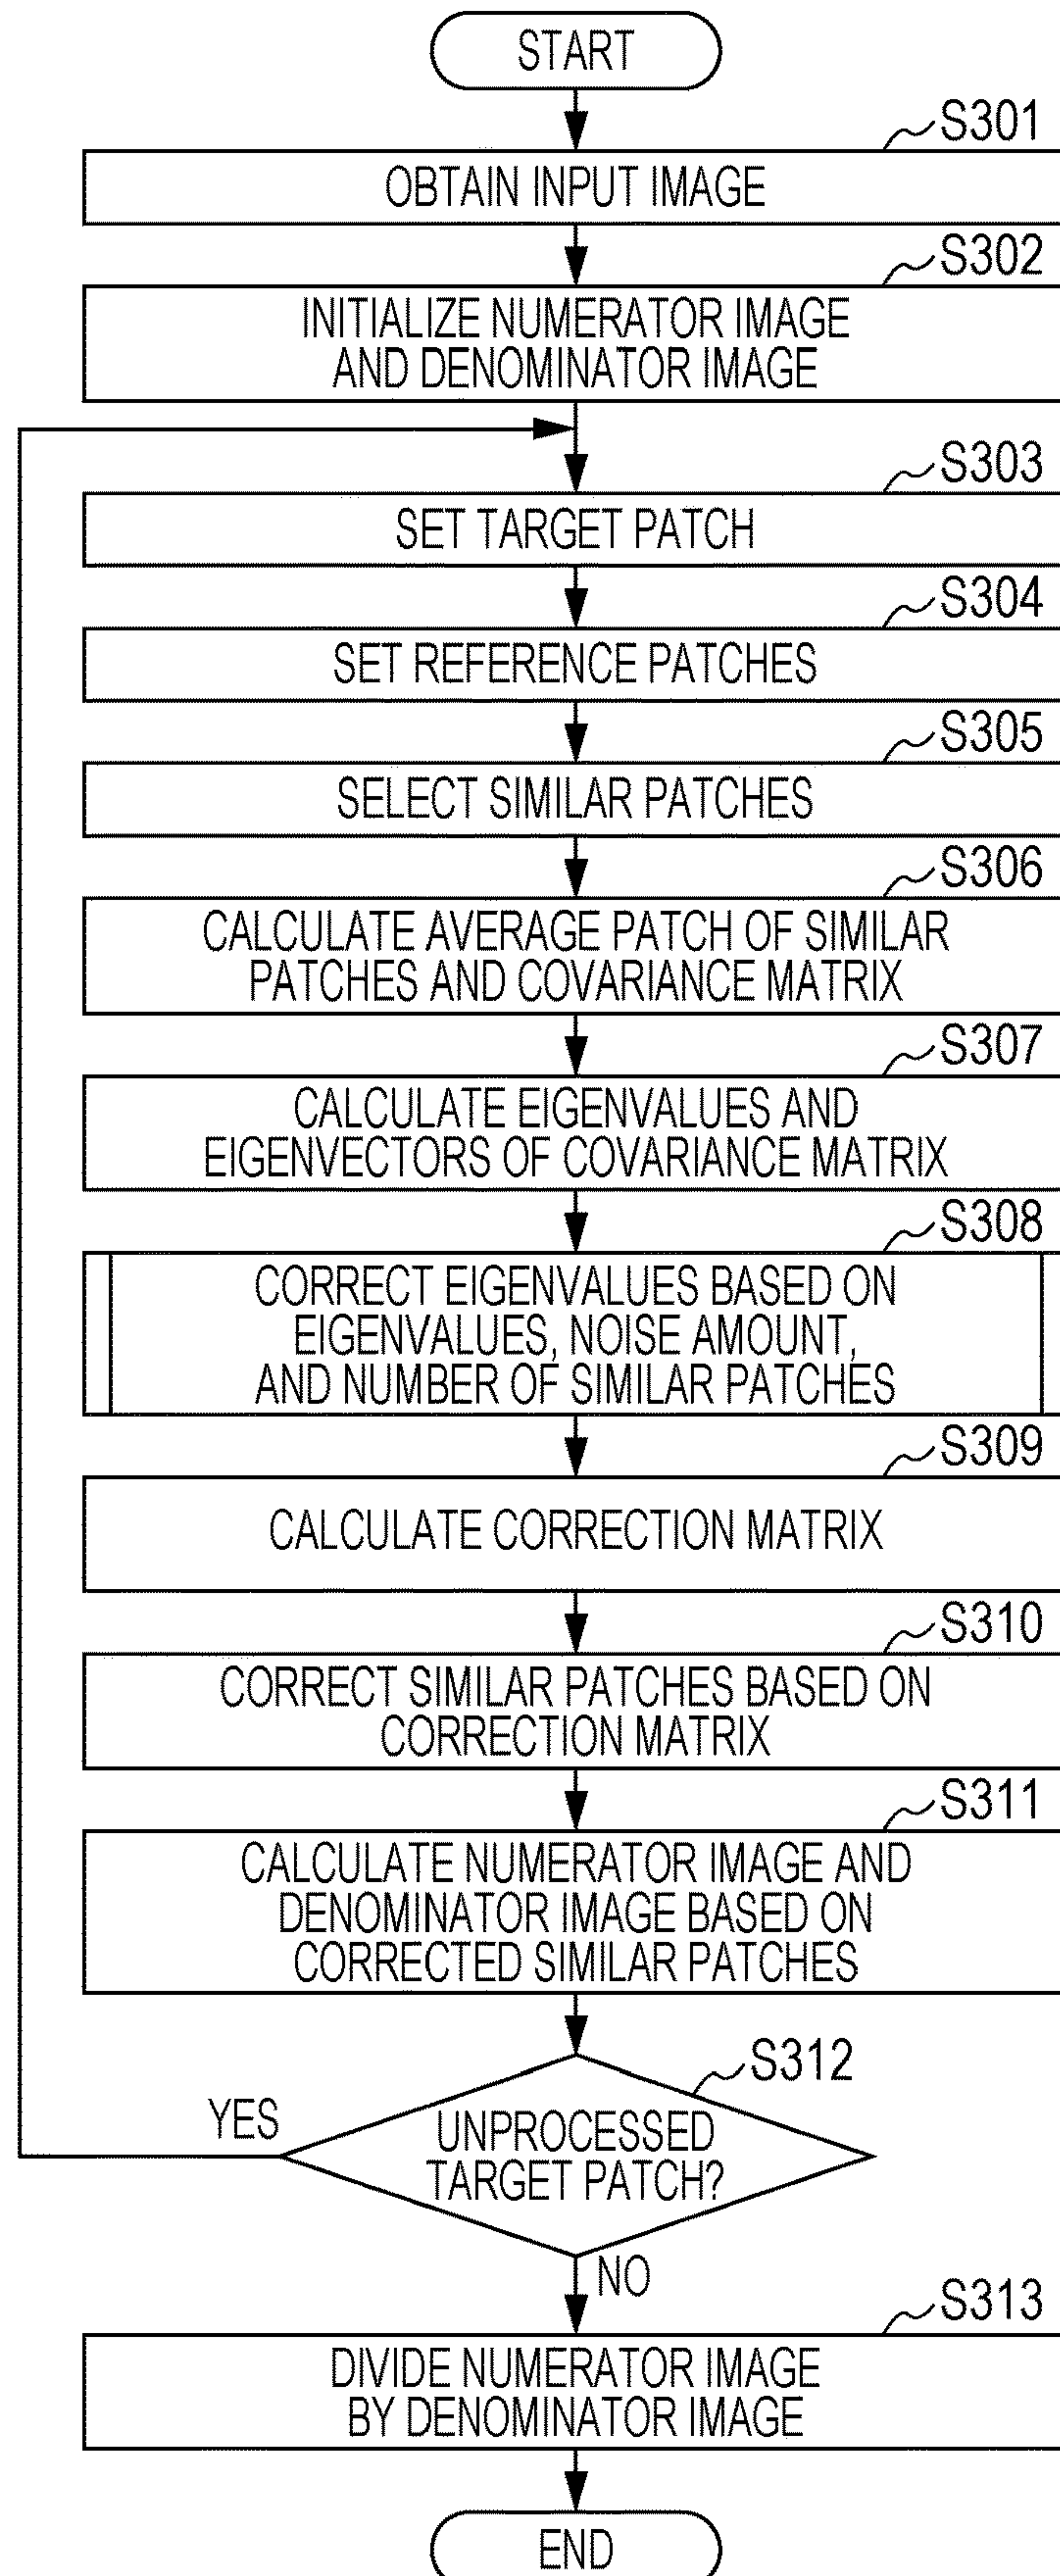 START
S301
OBTAIN INPUT IMAGE
S302
INITIALIZE NUMERATOR IMAGE
AND DENOMINATOR IMAGE
S303
SET TARGET PATCH
S304
SET REFERENCE PATCHES
S305
SELECT SIMILAR PATCHES
S306
CALCULATE AVERAGE PATCH OF SIMILAR
PATCHES AND COVARIANCE MATRIX
S307
CALCULATE EIGENVALUES AND
EIGENVECTORS OF COVARIANCE MATRIX
S308
CORRECT EIGENVALUES BASED ON
EIGENVALUES, NOISE AMOUNT,
AND NUMBER OF SIMILAR PATCHES
S309
CALCULATE CORRECTION MATRIX
S310
CORRECT SIMILAR PATCHES BASED ON
CORRECTION MATRIX
S311
CALCULATE NUMERATOR IMAGE AND
DENOMINATOR IMAGE BASED ON
CORRECTED SIMILAR PATCHES
S312
YES
UNPROCESSED
TARGET PATCH?
NO
S313
DIVIDE NUMERATOR IMAGE
BY DENOMINATOR IMAGE
END